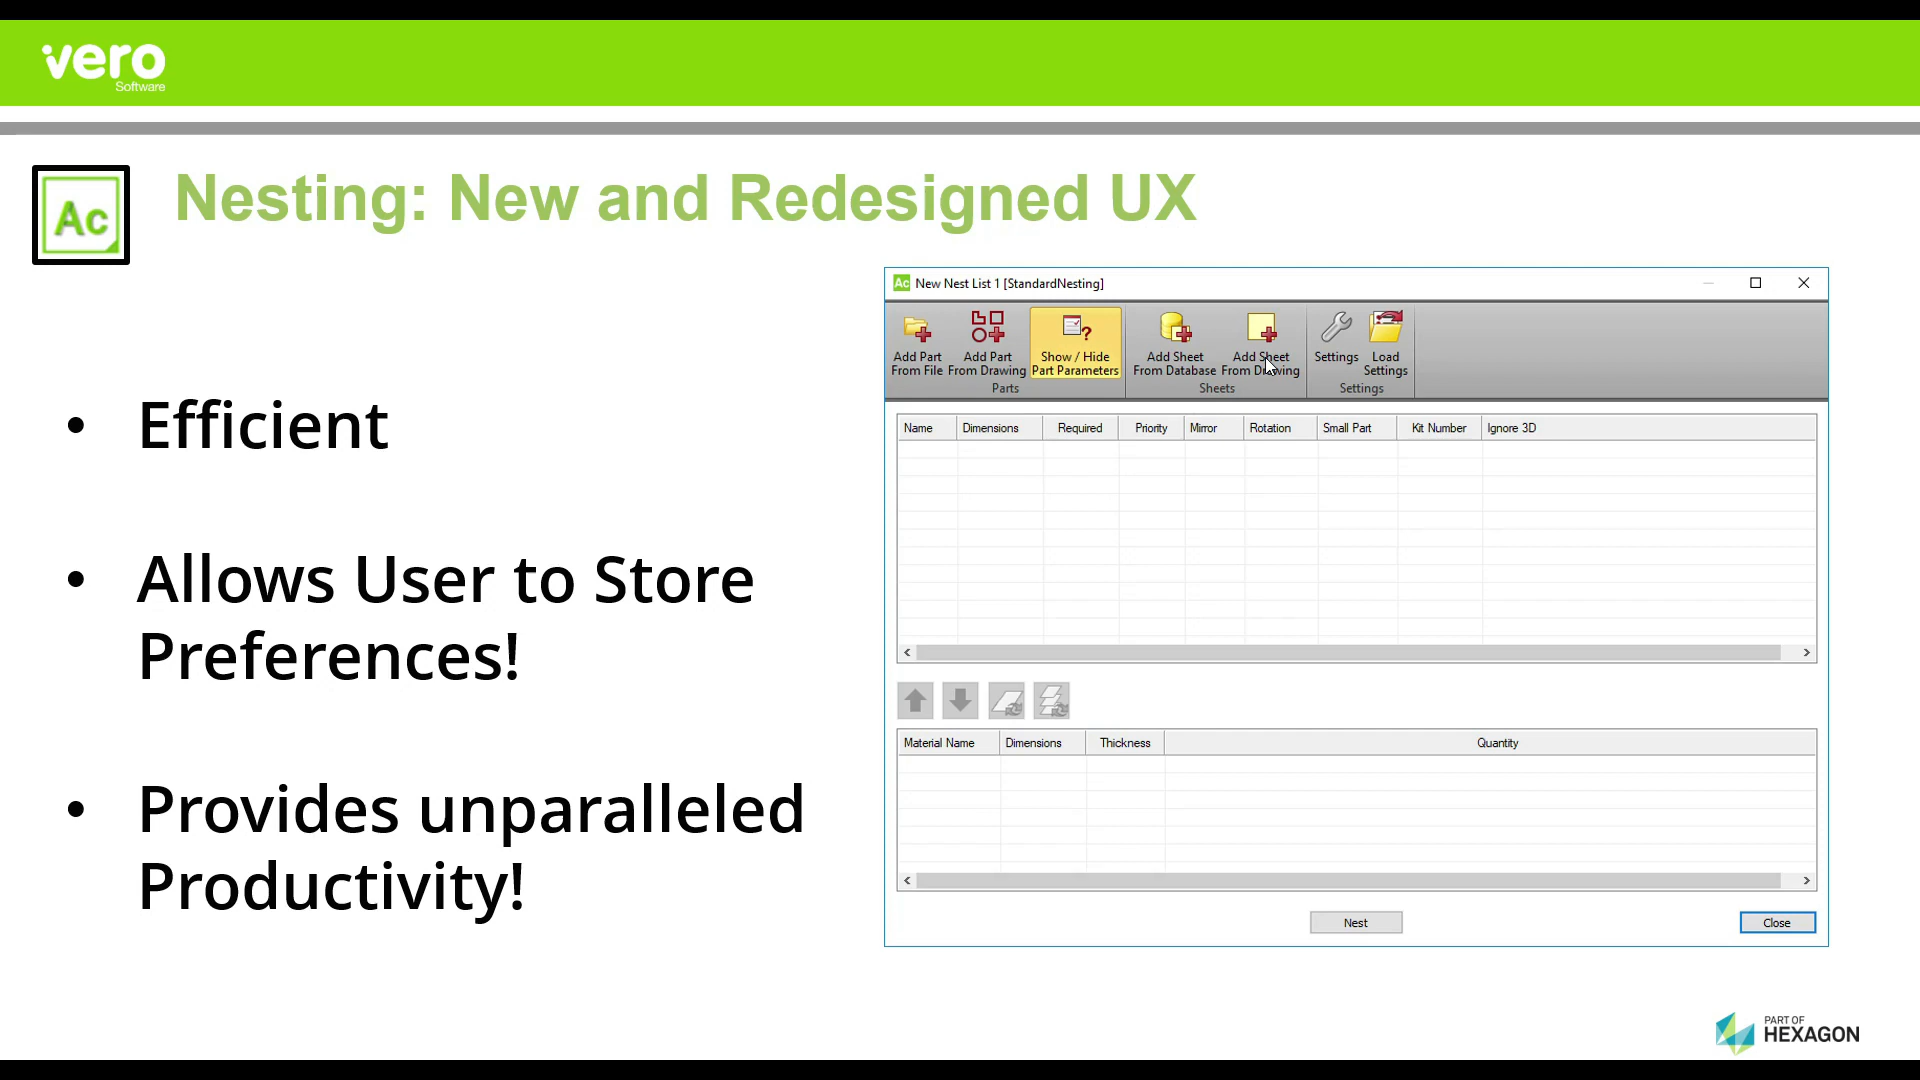 vero
Software
Ac
Nesting: New and Redesigned UX
• Efficient
• Allows User to Store
Preferences!
• Provides unparalleled
Productivity!
Ac New Nest List 1 [StandardNesting]
Add Part
From File
Add Part
From Drawing
Show / Hide
Part Parameters
Parts
Add Sheet
From Database
Add Sheet
From Drawing
Sheets
Settings
Load
Settings
Settings
Name Dimensions Required Priority Mirror Rotation Small Part Kit Number Ignore 3D
Material Name Dimensions Thickness Quantity
Nest Close
PART OF
HEXAGON